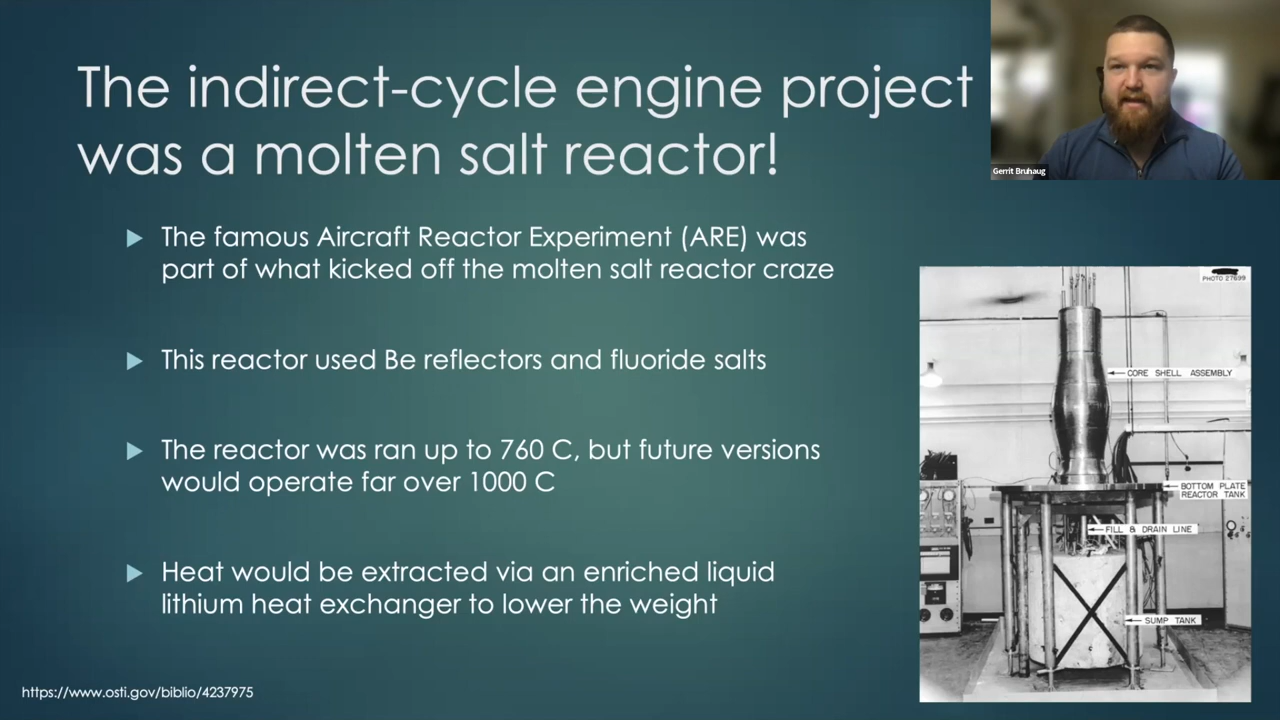 The indirect-cycle engine project
was a molten salt reactor!
Gerrit Bruhaug
The famous Aircraft Reactor Experiment (ARE) was
part of what kicked off the molten salt reactor craze
This reactor used Be reflectors and fluoride salts
The reactor was ran up to 760 C, but future versions
would operate far over 1000 C
Heat would be extracted via an enriched liquid
lithium heat exchanger to lower the weight
PHOTO 27699
CORE SHELL ASSEMBLY
BOTTOM PLATE
REACTOR TANK
FILL & DRAIN LINE
SUMP TANK
https://www.osti.gov/biblio/4237975